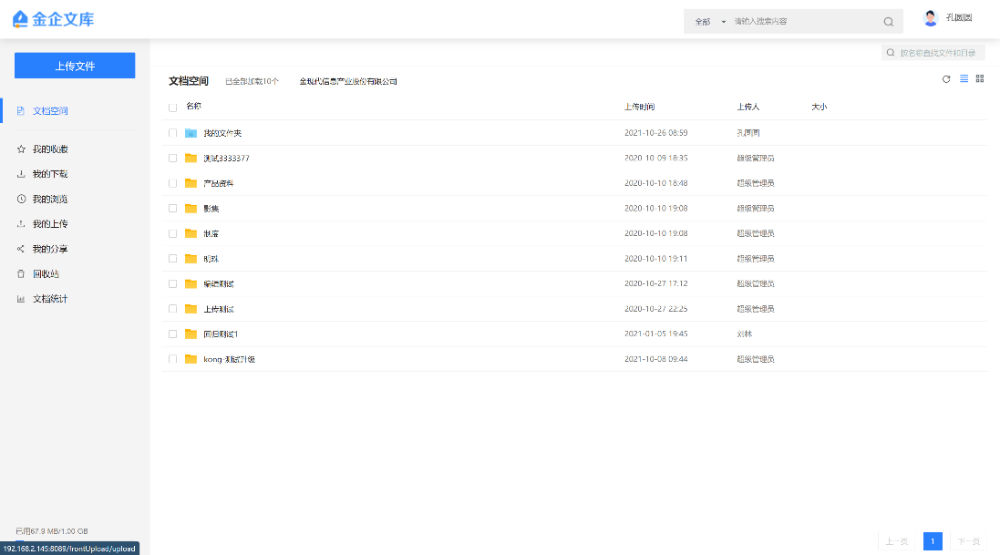 金企文库
全部 请输入搜索内容
孔圆圆
上传文件
按名称查找文件和目录
文档空间 已全部加载10个 金现代信息产业股份有限公司
名称 上传时间 上传人 大小
文档空间
我的收藏
我的下载
我的浏览
我的上传
我的分享
回收站
文档统计
我的文件夹 2021-10-26 08:59 孔圆圆
测试3333377 2020-10-09 18:35 超级管理员
产品资料 2020-10-10 18:48 超级管理员
影集 2020-10-10 19:08 超级管理员
制度 2020-10-10 19:08 超级管理员
明珠 2020-10-10 19:11 超级管理员
编辑测试 2020-10-27 17:12 超级管理员
上传测试 2020-10-27 22:25 超级管理员
回归测试1 2021-01-05 19:45 刘林
kong-测试升级 2021-10-08 09:44 超级管理员
已用67.9 MB/1.00 GB
192.168.2.145:8089/frontUpload/upload
上一页 1 下一页